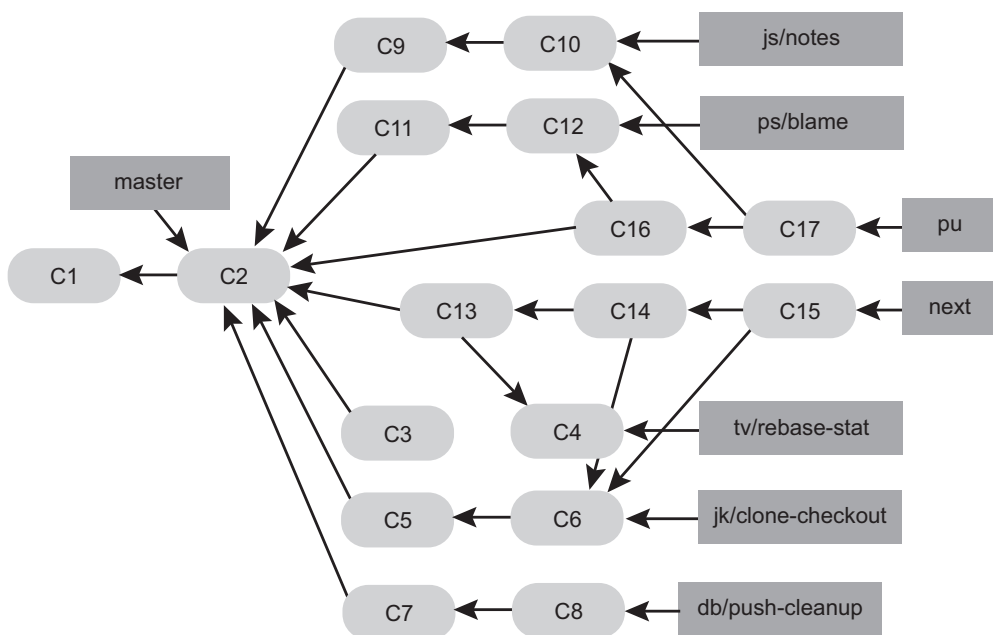 C9
C10
js/notes
C11
C12
ps/blame
master
C16
C17
pu
C1
C2
C13
C14
C15
next
C3
C4
tv/rebase-stat
C5
C6
jk/clone-checkout
C7
C8
db/push-cleanup